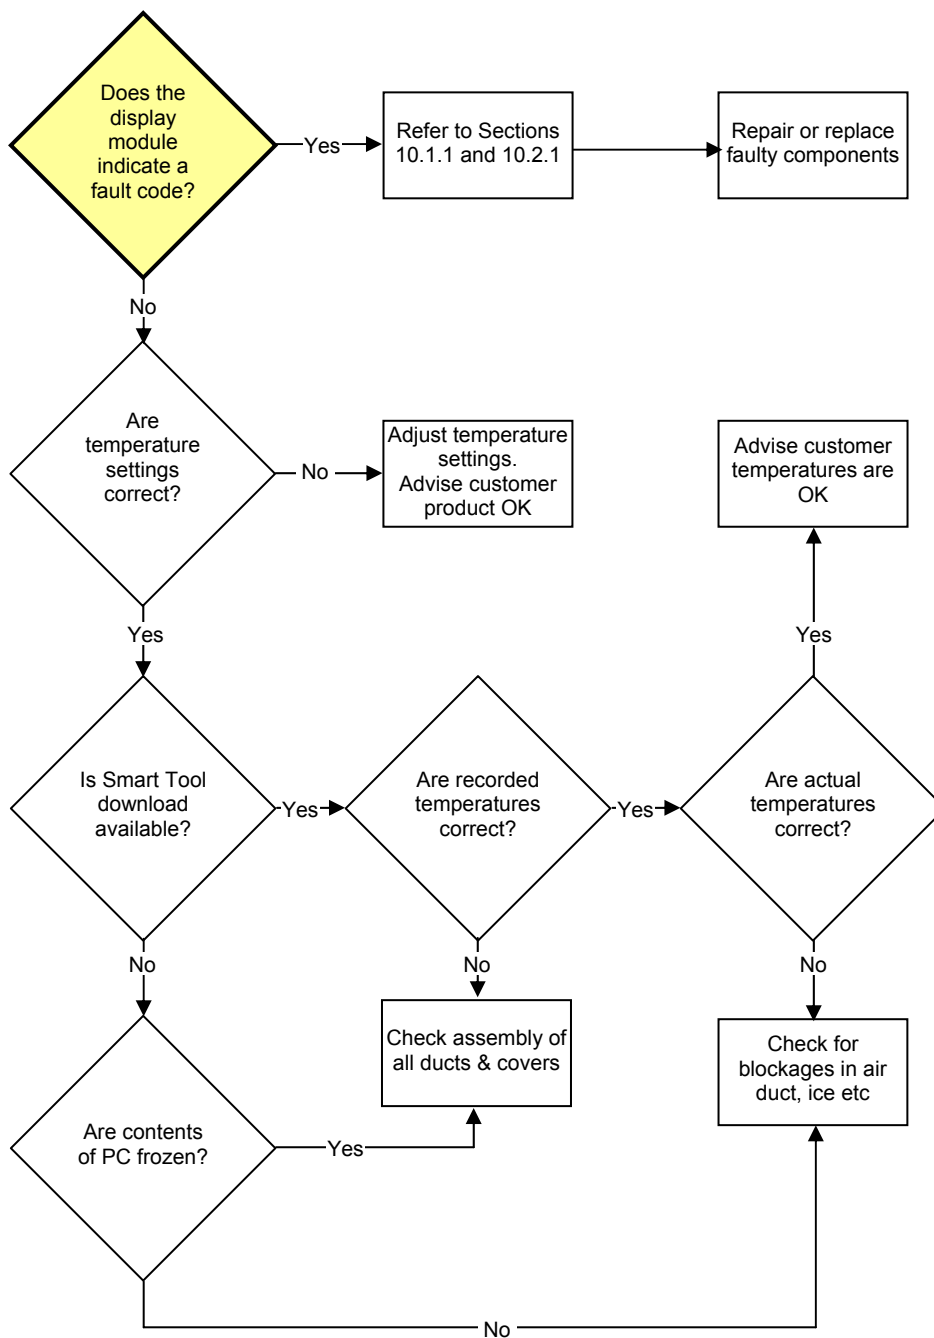 Does the
display
module
indicate a
fault code?
Yes
Refer to Sections
10.1.1 and 10.2.1
Repair or replace
faulty components
No
Are
temperature
settings
correct?
No
Adjust temperature
settings.
Advise customer
product OK
Advise customer
temperatures are
OK
Yes
Yes
Is Smart Tool
download
available?
Yes
Are recorded
temperatures
correct?
Yes
Are actual
temperatures
correct?
No
No
No
Check assembly of
all ducts & covers
Check for
blockages in air
duct, ice etc
Are contents
of PC frozen?
Yes
No